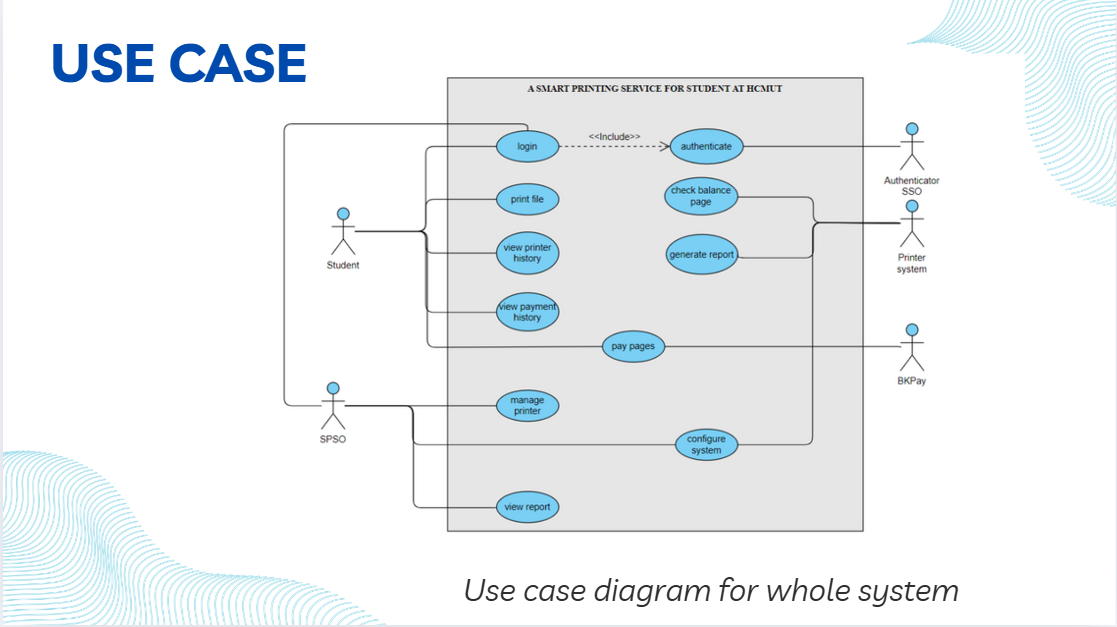 USE CASE
A SMART PRINTING SERVICE FOR STUDENT AT HCMUT
<<Include>>
login
authenticate
Authenticator
SSO
check balance
page
print file
Student
view printer
history
generate report
Printer
system
view payment
history
pay pages
BKPay
SPSO
manage
printer
configure
system
view report
Use case diagram for whole system